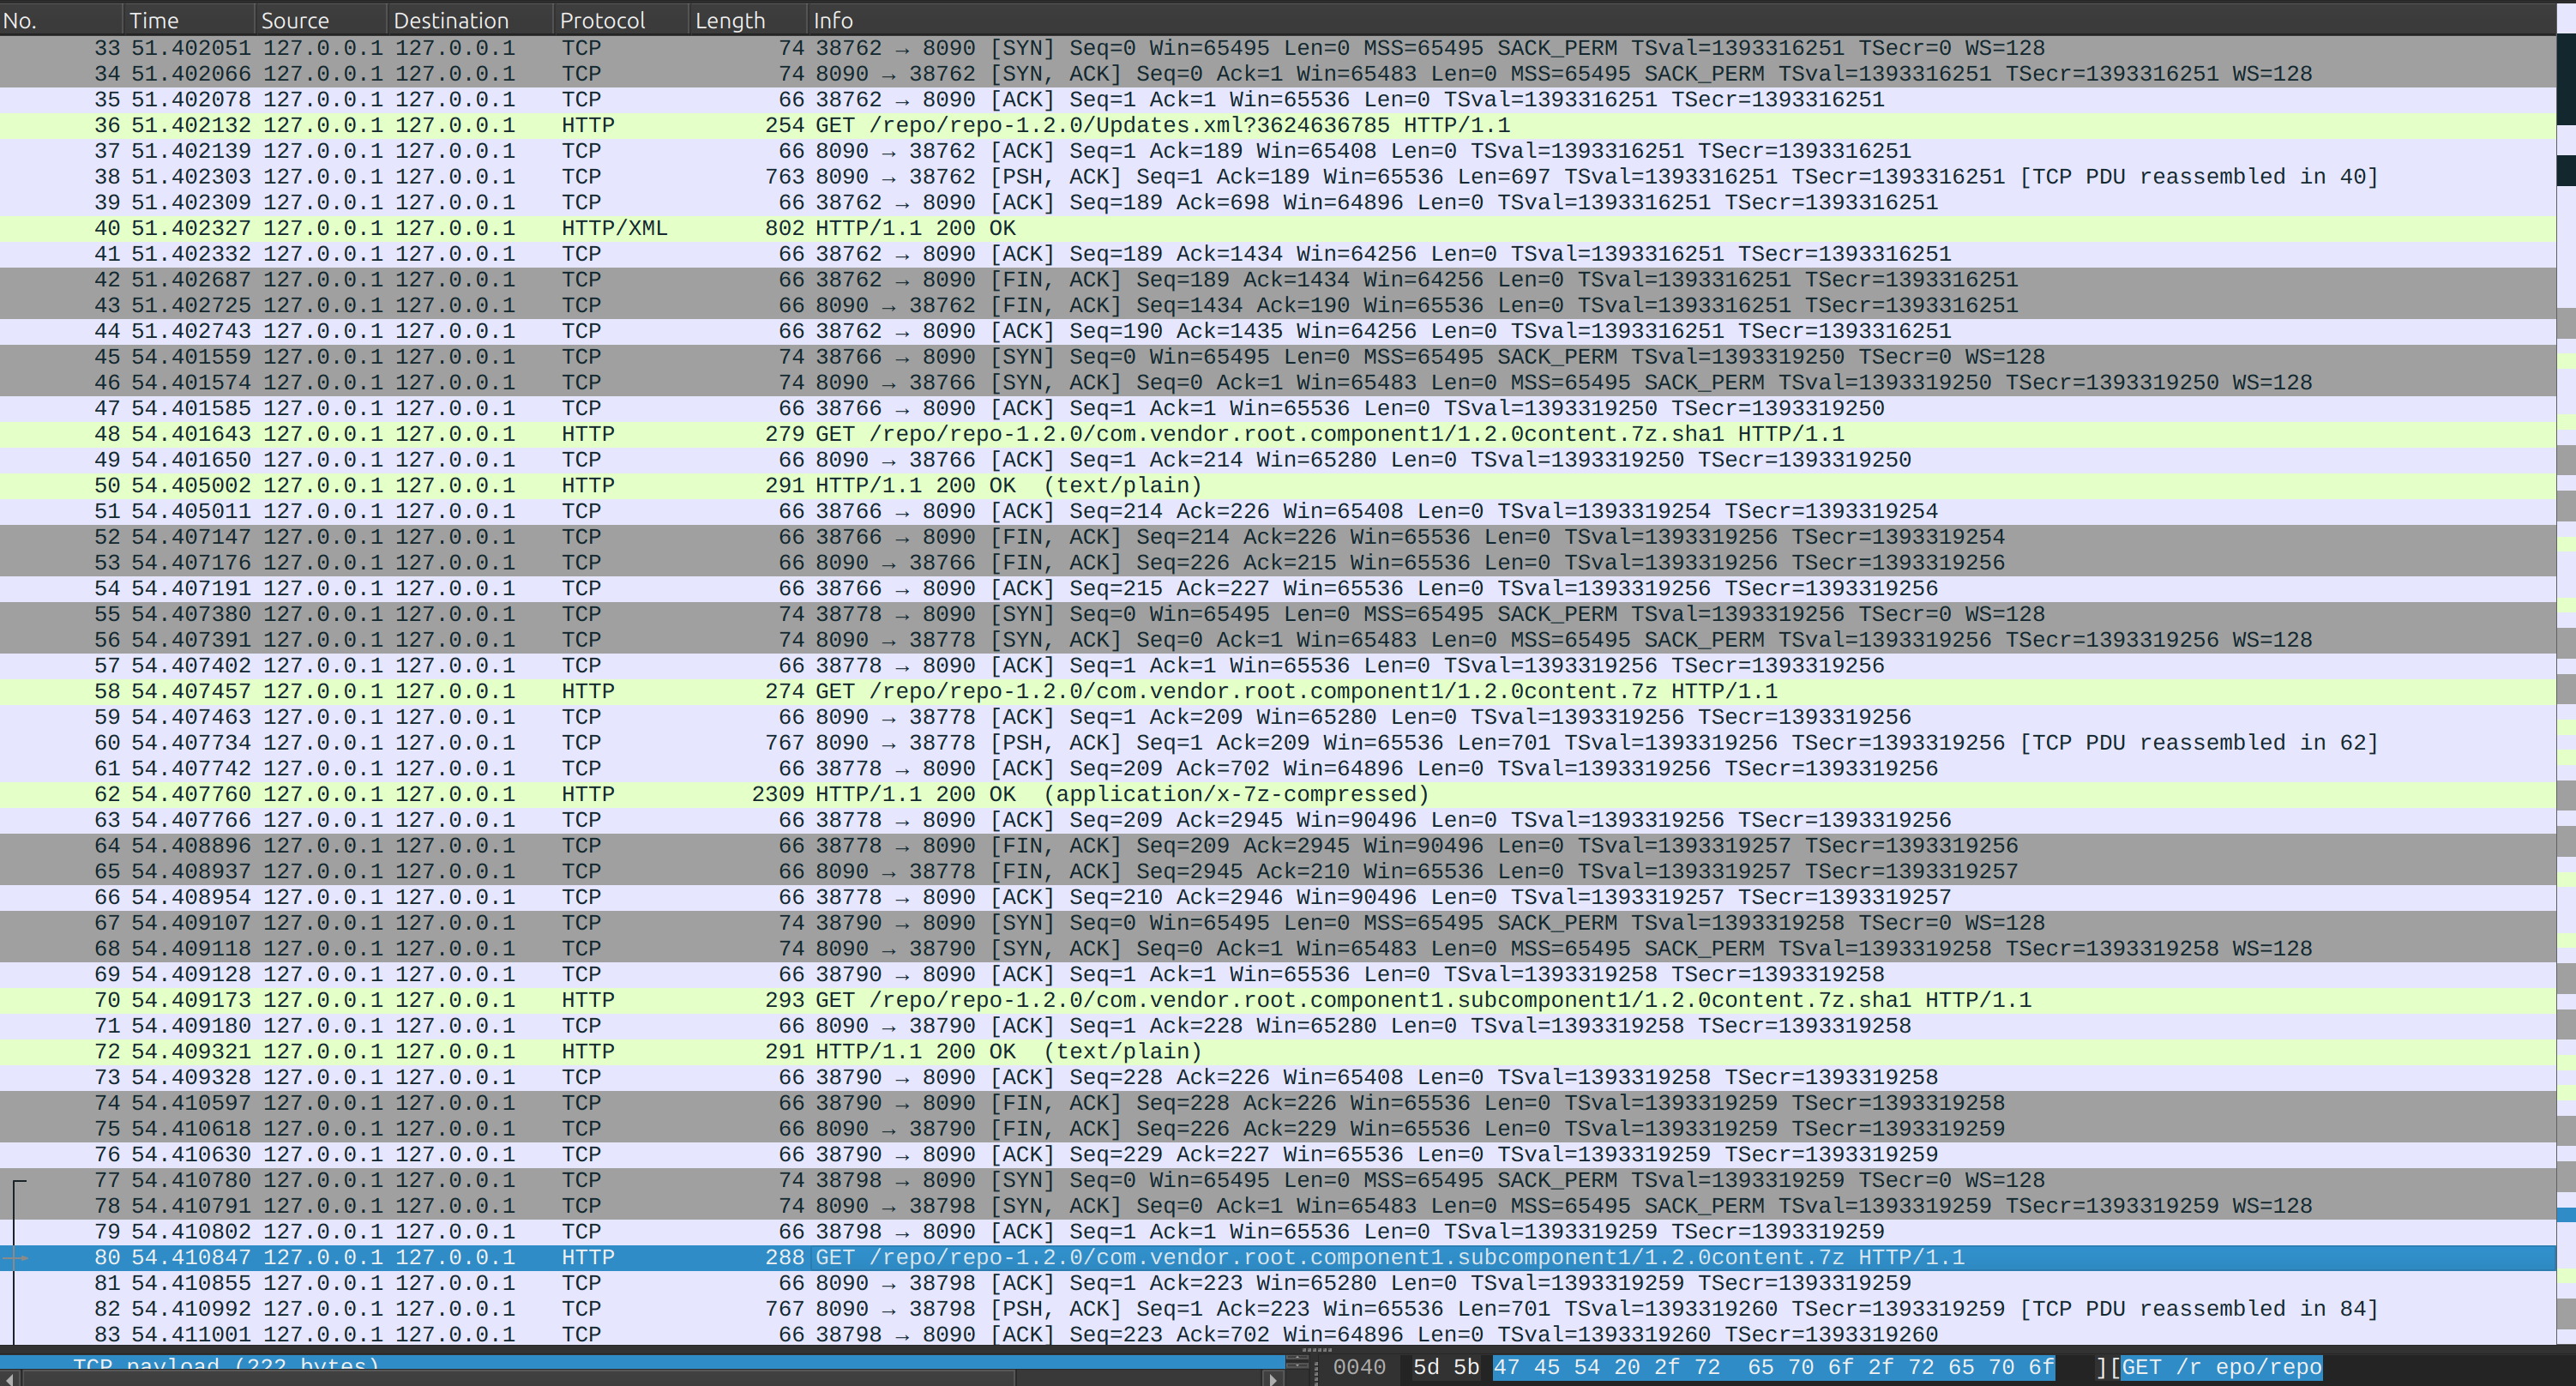 No. Time Source Destination Protocol Length Info
33 51.402051 127.0.0.1 127.0.0.1 TCP 74 38762 → 8090 [SYN] Seq=0 Win=65495 Len=0 MSS=65495 SACK_PERM TSval=1393316251 TSecr=0 WS=128
34 51.402066 127.0.0.1 127.0.0.1 TCP 74 8090 → 38762 [SYN, ACK] Seq=0 Ack=1 Win=65483 Len=0 MSS=65495 SACK_PERM TSval=1393316251 TSecr=1393316251 WS=128
35 51.402078 127.0.0.1 127.0.0.1 TCP 66 38762 → 8090 [ACK] Seq=1 Ack=1 Win=65536 Len=0 TSval=1393316251 TSecr=1393316251
36 51.402132 127.0.0.1 127.0.0.1 HTTP 254 GET /repo/repo-1.2.0/Updates.xml?3624636785 HTTP/1.1
37 51.402139 127.0.0.1 127.0.0.1 TCP 66 8090 → 38762 [ACK] Seq=1 Ack=189 Win=65408 Len=0 TSval=1393316251 TSecr=1393316251
38 51.402303 127.0.0.1 127.0.0.1 TCP 763 8090 → 38762 [PSH, ACK] Seq=1 Ack=189 Win=65536 Len=697 TSval=1393316251 TSecr=1393316251 [TCP PDU reassembled in 40]
39 51.402309 127.0.0.1 127.0.0.1 TCP 66 38762 → 8090 [ACK] Seq=189 Ack=698 Win=64896 Len=0 TSval=1393316251 TSecr=1393316251
40 51.402327 127.0.0.1 127.0.0.1 HTTP/XML 802 HTTP/1.1 200 OK
41 51.402332 127.0.0.1 127.0.0.1 TCP 66 38762 → 8090 [ACK] Seq=189 Ack=1434 Win=64256 Len=0 TSval=1393316251 TSecr=1393316251
42 51.402687 127.0.0.1 127.0.0.1 TCP 66 38762 → 8090 [FIN, ACK] Seq=189 Ack=1434 Win=64256 Len=0 TSval=1393316251 TSecr=1393316251
43 51.402725 127.0.0.1 127.0.0.1 TCP 66 8090 → 38762 [FIN, ACK] Seq=1434 Ack=190 Win=65536 Len=0 TSval=1393316251 TSecr=1393316251
44 51.402743 127.0.0.1 127.0.0.1 TCP 66 38762 → 8090 [ACK] Seq=190 Ack=1435 Win=64256 Len=0 TSval=1393316251 TSecr=1393316251
45 54.401559 127.0.0.1 127.0.0.1 TCP 74 38766 → 8090 [SYN] Seq=0 Win=65495 Len=0 MSS=65495 SACK_PERM TSval=1393319250 TSecr=0 WS=128
46 54.401574 127.0.0.1 127.0.0.1 TCP 74 8090 → 38766 [SYN, ACK] Seq=0 Ack=1 Win=65483 Len=0 MSS=65495 SACK_PERM TSval=1393319250 TSecr=1393319250 WS=128
47 54.401585 127.0.0.1 127.0.0.1 TCP 66 38766 → 8090 [ACK] Seq=1 Ack=1 Win=65536 Len=0 TSval=1393319250 TSecr=1393319250
48 54.401643 127.0.0.1 127.0.0.1 HTTP 279 GET /repo/repo-1.2.0/com.vendor.root.component1/1.2.0content.7z.sha1 HTTP/1.1
49 54.401650 127.0.0.1 127.0.0.1 TCP 66 8090 → 38766 [ACK] Seq=1 Ack=214 Win=65280 Len=0 TSval=1393319250 TSecr=1393319250
50 54.405002 127.0.0.1 127.0.0.1 HTTP 291 HTTP/1.1 200 OK  (text/plain)
51 54.405011 127.0.0.1 127.0.0.1 TCP 66 38766 → 8090 [ACK] Seq=214 Ack=226 Win=65408 Len=0 TSval=1393319254 TSecr=1393319254
52 54.407147 127.0.0.1 127.0.0.1 TCP 66 38766 → 8090 [FIN, ACK] Seq=214 Ack=226 Win=65536 Len=0 TSval=1393319256 TSecr=1393319254
53 54.407176 127.0.0.1 127.0.0.1 TCP 66 8090 → 38766 [FIN, ACK] Seq=226 Ack=215 Win=65536 Len=0 TSval=1393319256 TSecr=1393319256
54 54.407191 127.0.0.1 127.0.0.1 TCP 66 38766 → 8090 [ACK] Seq=215 Ack=227 Win=65536 Len=0 TSval=1393319256 TSecr=1393319256
55 54.407380 127.0.0.1 127.0.0.1 TCP 74 38778 → 8090 [SYN] Seq=0 Win=65495 Len=0 MSS=65495 SACK_PERM TSval=1393319256 TSecr=0 WS=128
56 54.407391 127.0.0.1 127.0.0.1 TCP 74 8090 → 38778 [SYN, ACK] Seq=0 Ack=1 Win=65483 Len=0 MSS=65495 SACK_PERM TSval=1393319256 TSecr=1393319256 WS=128
57 54.407402 127.0.0.1 127.0.0.1 TCP 66 38778 → 8090 [ACK] Seq=1 Ack=1 Win=65536 Len=0 TSval=1393319256 TSecr=1393319256
58 54.407457 127.0.0.1 127.0.0.1 HTTP 274 GET /repo/repo-1.2.0/com.vendor.root.component1/1.2.0content.7z HTTP/1.1
59 54.407463 127.0.0.1 127.0.0.1 TCP 66 8090 → 38778 [ACK] Seq=1 Ack=209 Win=65280 Len=0 TSval=1393319256 TSecr=1393319256
60 54.407734 127.0.0.1 127.0.0.1 TCP 767 8090 → 38778 [PSH, ACK] Seq=1 Ack=209 Win=65536 Len=701 TSval=1393319256 TSecr=1393319256 [TCP PDU reassembled in 62]
61 54.407742 127.0.0.1 127.0.0.1 TCP 66 38778 → 8090 [ACK] Seq=209 Ack=702 Win=64896 Len=0 TSval=1393319256 TSecr=1393319256
62 54.407760 127.0.0.1 127.0.0.1 HTTP 2309 HTTP/1.1 200 OK  (application/x-7z-compressed)
63 54.407766 127.0.0.1 127.0.0.1 TCP 66 38778 → 8090 [ACK] Seq=209 Ack=2945 Win=90496 Len=0 TSval=1393319256 TSecr=1393319256
64 54.408896 127.0.0.1 127.0.0.1 TCP 66 38778 → 8090 [FIN, ACK] Seq=209 Ack=2945 Win=90496 Len=0 TSval=1393319257 TSecr=1393319256
65 54.408937 127.0.0.1 127.0.0.1 TCP 66 8090 → 38778 [FIN, ACK] Seq=2945 Ack=210 Win=65536 Len=0 TSval=1393319257 TSecr=1393319257
66 54.408954 127.0.0.1 127.0.0.1 TCP 66 38778 → 8090 [ACK] Seq=210 Ack=2946 Win=90496 Len=0 TSval=1393319257 TSecr=1393319257
67 54.409107 127.0.0.1 127.0.0.1 TCP 74 38790 → 8090 [SYN] Seq=0 Win=65495 Len=0 MSS=65495 SACK_PERM TSval=1393319258 TSecr=0 WS=128
68 54.409118 127.0.0.1 127.0.0.1 TCP 74 8090 → 38790 [SYN, ACK] Seq=0 Ack=1 Win=65483 Len=0 MSS=65495 SACK_PERM TSval=1393319258 TSecr=1393319258 WS=128
69 54.409128 127.0.0.1 127.0.0.1 TCP 66 38790 → 8090 [ACK] Seq=1 Ack=1 Win=65536 Len=0 TSval=1393319258 TSecr=1393319258
70 54.409173 127.0.0.1 127.0.0.1 HTTP 293 GET /repo/repo-1.2.0/com.vendor.root.component1.subcomponent1/1.2.0content.7z.sha1 HTTP/1.1
71 54.409180 127.0.0.1 127.0.0.1 TCP 66 8090 → 38790 [ACK] Seq=1 Ack=228 Win=65280 Len=0 TSval=1393319258 TSecr=1393319258
72 54.409321 127.0.0.1 127.0.0.1 HTTP 291 HTTP/1.1 200 OK  (text/plain)
73 54.409328 127.0.0.1 127.0.0.1 TCP 66 38790 → 8090 [ACK] Seq=228 Ack=226 Win=65408 Len=0 TSval=1393319258 TSecr=1393319258
74 54.410597 127.0.0.1 127.0.0.1 TCP 66 38790 → 8090 [FIN, ACK] Seq=228 Ack=226 Win=65536 Len=0 TSval=1393319259 TSecr=1393319258
75 54.410618 127.0.0.1 127.0.0.1 TCP 66 8090 → 38790 [FIN, ACK] Seq=226 Ack=229 Win=65536 Len=0 TSval=1393319259 TSecr=1393319259
76 54.410630 127.0.0.1 127.0.0.1 TCP 66 38790 → 8090 [ACK] Seq=229 Ack=227 Win=65536 Len=0 TSval=1393319259 TSecr=1393319259
77 54.410780 127.0.0.1 127.0.0.1 TCP 74 38798 → 8090 [SYN] Seq=0 Win=65495 Len=0 MSS=65495 SACK_PERM TSval=1393319259 TSecr=0 WS=128
78 54.410791 127.0.0.1 127.0.0.1 TCP 74 8090 → 38798 [SYN, ACK] Seq=0 Ack=1 Win=65483 Len=0 MSS=65495 SACK_PERM TSval=1393319259 TSecr=1393319259 WS=128
79 54.410802 127.0.0.1 127.0.0.1 TCP 66 38798 → 8090 [ACK] Seq=1 Ack=1 Win=65536 Len=0 TSval=1393319259 TSecr=1393319259
80 54.410847 127.0.0.1 127.0.0.1 HTTP 288 GET /repo/repo-1.2.0/com.vendor.root.component1.subcomponent1/1.2.0content.7z HTTP/1.1
81 54.410855 127.0.0.1 127.0.0.1 TCP 66 8090 → 38798 [ACK] Seq=1 Ack=223 Win=65280 Len=0 TSval=1393319259 TSecr=1393319259
82 54.410992 127.0.0.1 127.0.0.1 TCP 767 8090 → 38798 [PSH, ACK] Seq=1 Ack=223 Win=65536 Len=701 TSval=1393319260 TSecr=1393319259 [TCP PDU reassembled in 84]
83 54.411001 127.0.0.1 127.0.0.1 TCP 66 38798 → 8090 [ACK] Seq=223 Ack=702 Win=64896 Len=0 TSval=1393319260 TSecr=1393319260
TCP payload (222 bytes)
0040 5d 5b 47 45 54 20 2f 72 65 70 6f 2f 72 65 70 6f ][GET /r epo/repo